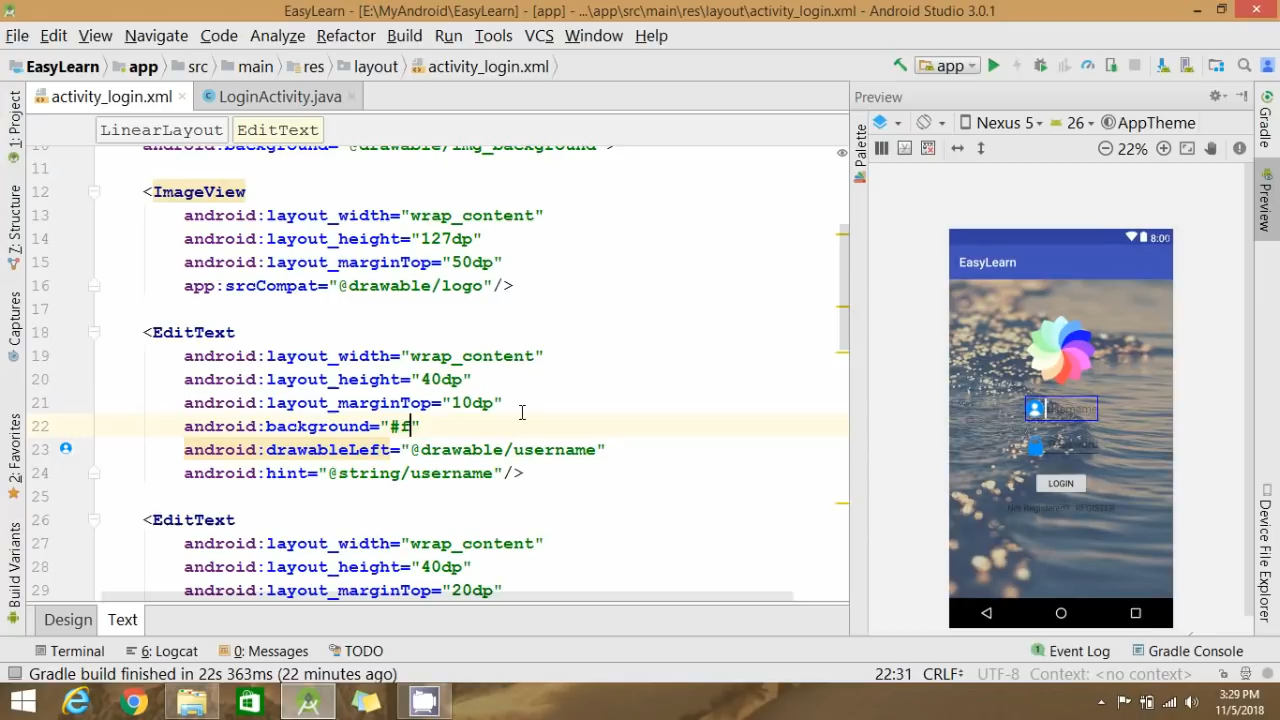 EasyLearn - [E:\MyAndroid\EasyLearn] - [app] - ...\app\src\main\res\layout\activity_login.xml - Android Studio 3.0.1
File Edit View Navigate Code Analyze Refactor Build Run Tools VCS Window Help
EasyLearn app src main res layout activity_login.xml app
activity_login.xml LoginActivity.java
Preview
LinearLayout EditText
Nexus 5 26 AppTheme
22%
android:background="@drawable/img_background">
11
12 <ImageView
13 android:layout_width="wrap_content"
14 android:layout_height="127dp"
15 android:layout_marginTop="50dp"
16 app:srcCompat="@drawable/logo"/>
17
18 <EditText
19 android:layout_width="wrap_content"
20 android:layout_height="40dp"
21 android:layout_marginTop="10dp"
22 android:background="#f"
23 android:drawableLeft="@drawable/username"
24 android:hint="@string/username"/>
25
26 <EditText
27 android:layout_width="wrap_content"
28 android:layout_height="40dp"
29 android:layout_marginTop="20dp"
1: Project
7: Structure
Captures
2: Favorites
Build Variants
Palette
Gradle
Preview
Device File Explorer
8:00
EasyLearn
Username
LOGIN
Not Registered? REGISTER
Design Text
Terminal 6: Logcat 0: Messages TODO Event Log Gradle Console
Gradle build finished in 22s 363ms (22 minutes ago) 22:31 CRLF UTF-8 Context: <no context>
3:29 PM
11/5/2018